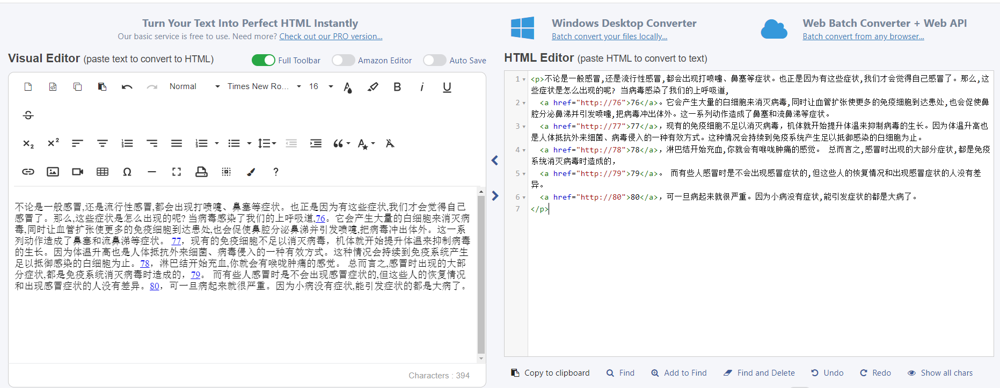 Turn Your Text Into Perfect HTML Instantly
Our basic service is free to use. Need more? Check out our PRO version...
Windows Desktop Converter
Batch convert your files locally...
Web Batch Converter + Web API
Batch convert from any browser...
Visual Editor (paste text to convert to HTML)
Full Toolbar
Amazon Editor
Auto Save
Normal
Times New Ro...
16
不论是一般感冒,还是流行性感冒,都会出现打喷嚏、鼻塞等症状。也正是因为有这些症状,我们才会觉得自己
感冒了。那么,这些症状是怎么出现的呢? 当病毒感染了我们的上呼吸道,76。它会产生大量的白细胞来消灭病
毒,同时让血管扩张使更多的免疫细胞到达患处,也会促使鼻腔分泌鼻涕并引发喷嚏,把病毒冲出体外。这一系
列动作造成了鼻塞和流鼻涕等症状。 77，现有的免疫细胞不足以消灭病毒，机体就开始提升体温来抑制病毒
的生长。因为体温升高也是人体抵抗外来细菌、病毒侵入的一种有效方式。这种情况会持续到免疫系统产生
足以抵御感染的白细胞为止。78，淋巴结开始充血,你就会有喉咙肿痛的感觉。 总而言之,感冒时出现的大部
分症状,都是免疫系统消灭病毒时造成的，79。 而有些人感冒时是不会出现感冒症状的,但这些人的恢复情况
和出现感冒症状的人没有差异。80，可一旦病起来就很严重。因为小病没有症状,能引发症状的都是大病了。
Characters : 394
HTML Editor (paste HTML to convert to text)
1 <p>不论是一般感冒,还是流行性感冒,都会出现打喷嚏、鼻塞等症状。也正是因为有这些症状,我们才会觉得自己感冒了。那么,这
些症状是怎么出现的呢? 当病毒感染了我们的上呼吸道,
2 <a href="http://76">76</a>。它会产生大量的白细胞来消灭病毒,同时让血管扩张使更多的免疫细胞到达患处,也会促使鼻
腔分泌鼻涕并引发喷嚏,把病毒冲出体外。这一系列动作造成了鼻塞和流鼻涕等症状。
3 <a href="http://77">77</a>，现有的免疫细胞不足以消灭病毒，机体就开始提升体温来抑制病毒的生长。因为体温升高也
是人体抵抗外来细菌、病毒侵入的一种有效方式。这种情况会持续到免疫系统产生足以抵御感染的白细胞为止。
4 <a href="http://78">78</a>，淋巴结开始充血,你就会有喉咙肿痛的感觉。 总而言之,感冒时出现的大部分症状,都是免疫
系统消灭病毒时造成的，
5 <a href="http://79">79</a>。 而有些人感冒时是不会出现感冒症状的,但这些人的恢复情况和出现感冒症状的人没有差
异。
6 <a href="http://80">80</a>，可一旦病起来就很严重。因为小病没有症状,能引发症状的都是大病了。
7 </p>
Copy to clipboard
Find
Add to Find
Find and Delete
Undo
Redo
Show all chars